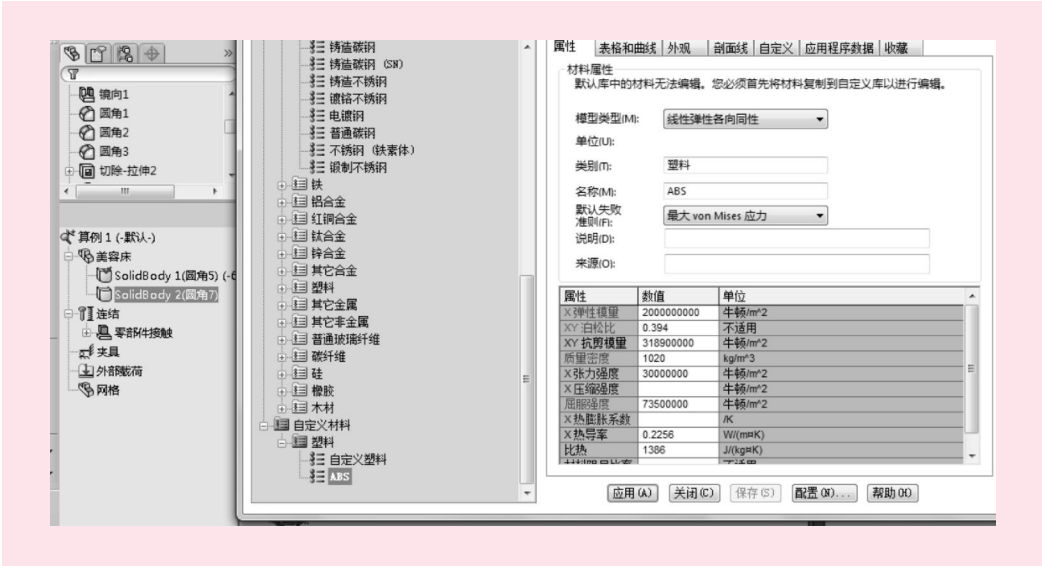 镜向1
圆角1
圆角2
圆角3
切除-拉伸2
算例 1 (-默认-)
美容床
SolidBody 1(圆角5) (-6
SolidBody 2(圆角7)
连结
零部件接触
夹具
外部载荷
网格
铸造碳钢
铸造碳钢 (SN)
铸造不锈钢
镀铬不锈钢
电镀钢
普通碳钢
不锈钢 (铁素体)
锻制不锈钢
铁
铝合金
红铜合金
钛合金
锌合金
其它合金
塑料
其它金属
其它非金属
普通玻璃纤维
碳纤维
硅
橡胶
木材
自定义材料
塑料
自定义塑料
ABS
属性 表格和曲线 外观 剖面线 自定义 应用程序数据 收藏
材料属性
默认库中的材料无法编辑。您必须首先将材料复制到自定义库以进行编辑。
模型类型(M): 线性弹性各向同性
单位(U):
类别(T): 塑料
名称(M): ABS
默认失败
准则(F): 最大 von Mises 应力
说明(D):
来源(O):
属性 数值 单位
X 弹性模量 2000000000 牛顿/m^2
XY 泊松比 0.394 不适用
XY 抗剪模量 318900000 牛顿/m^2
质量密度 1020 kg/m^3
X 张力强度 30000000 牛顿/m^2
X 压缩强度 牛顿/m^2
屈服强度 73500000 牛顿/m^2
X 热膨胀系数 /K
X 热导率 0.2256 W/(m¤K)
比热 1386 J/(kg¤K)
材料阻尼比率 不适用
应用(A) 关闭(C) 保存(S) 配置(N)... 帮助(H)